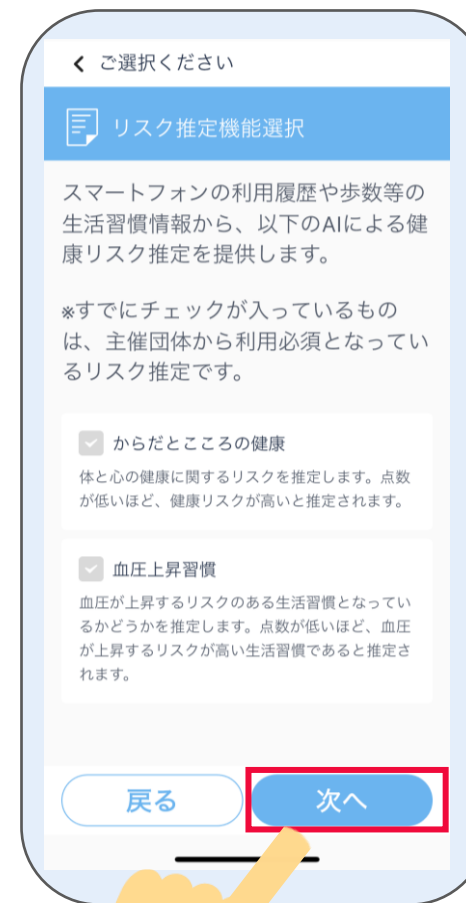 ご選択ください
リスク推定機能選択
スマートフォンの利用履歴や歩数等の
生活習慣情報から、以下のAIによる健
康リスク推定を提供します。
※すでにチェックが入っているもの
は、主催団体から利用必須となってい
るリスク推定です。
からだとこころの健康
体と心の健康に関するリスクを推定します。点数
が低いほど、健康リスクが高いと推定されます。
血圧上昇習慣
血圧が上昇するリスクのある生活習慣となってい
るかどうかを推定します。点数が低いほど、血圧
が上昇するリスクが高い生活習慣であると推定さ
れます。
戻る
次へ